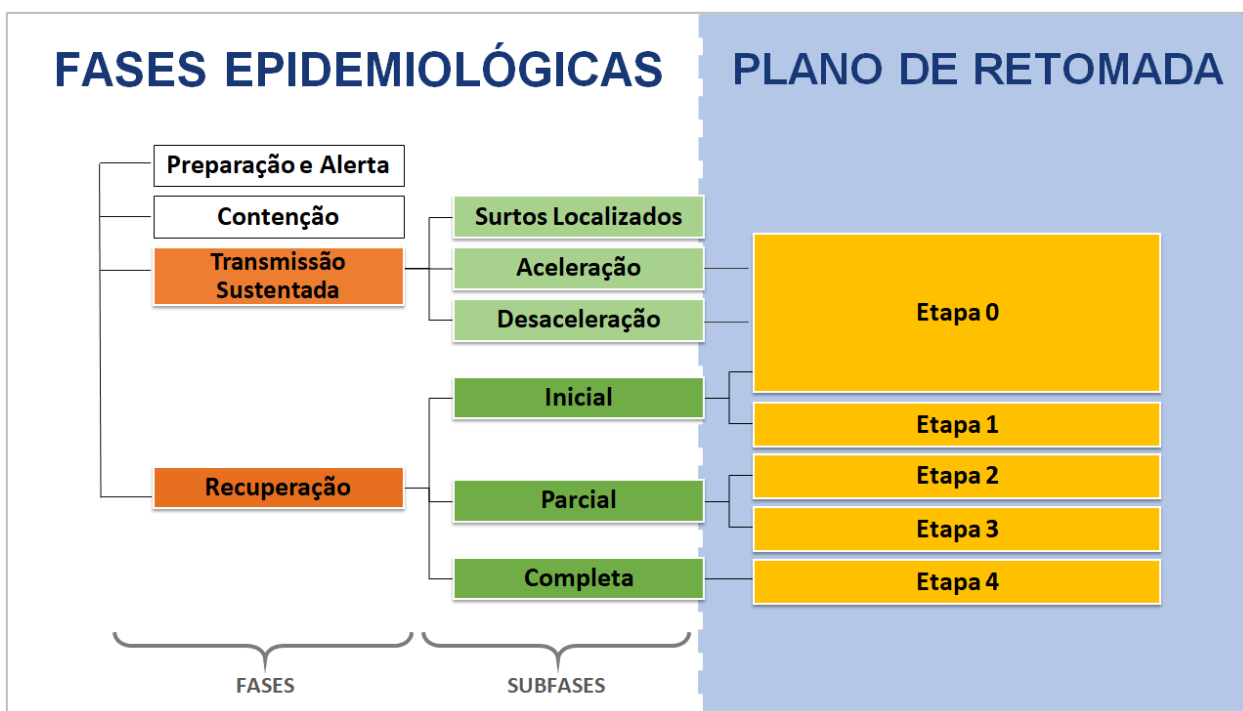 FASES EPIDEMIOLÓGICAS
PLANO DE RETOMADA
Preparação e Alerta
Contenção
Transmissão
Sustentada
Recuperação
Surtos Localizados
Aceleração
Desaceleração
Inicial
Parcial
Completa
Etapa 0
Etapa 1
Etapa 2
Etapa 3
Etapa 4
FASES
SUBFASES